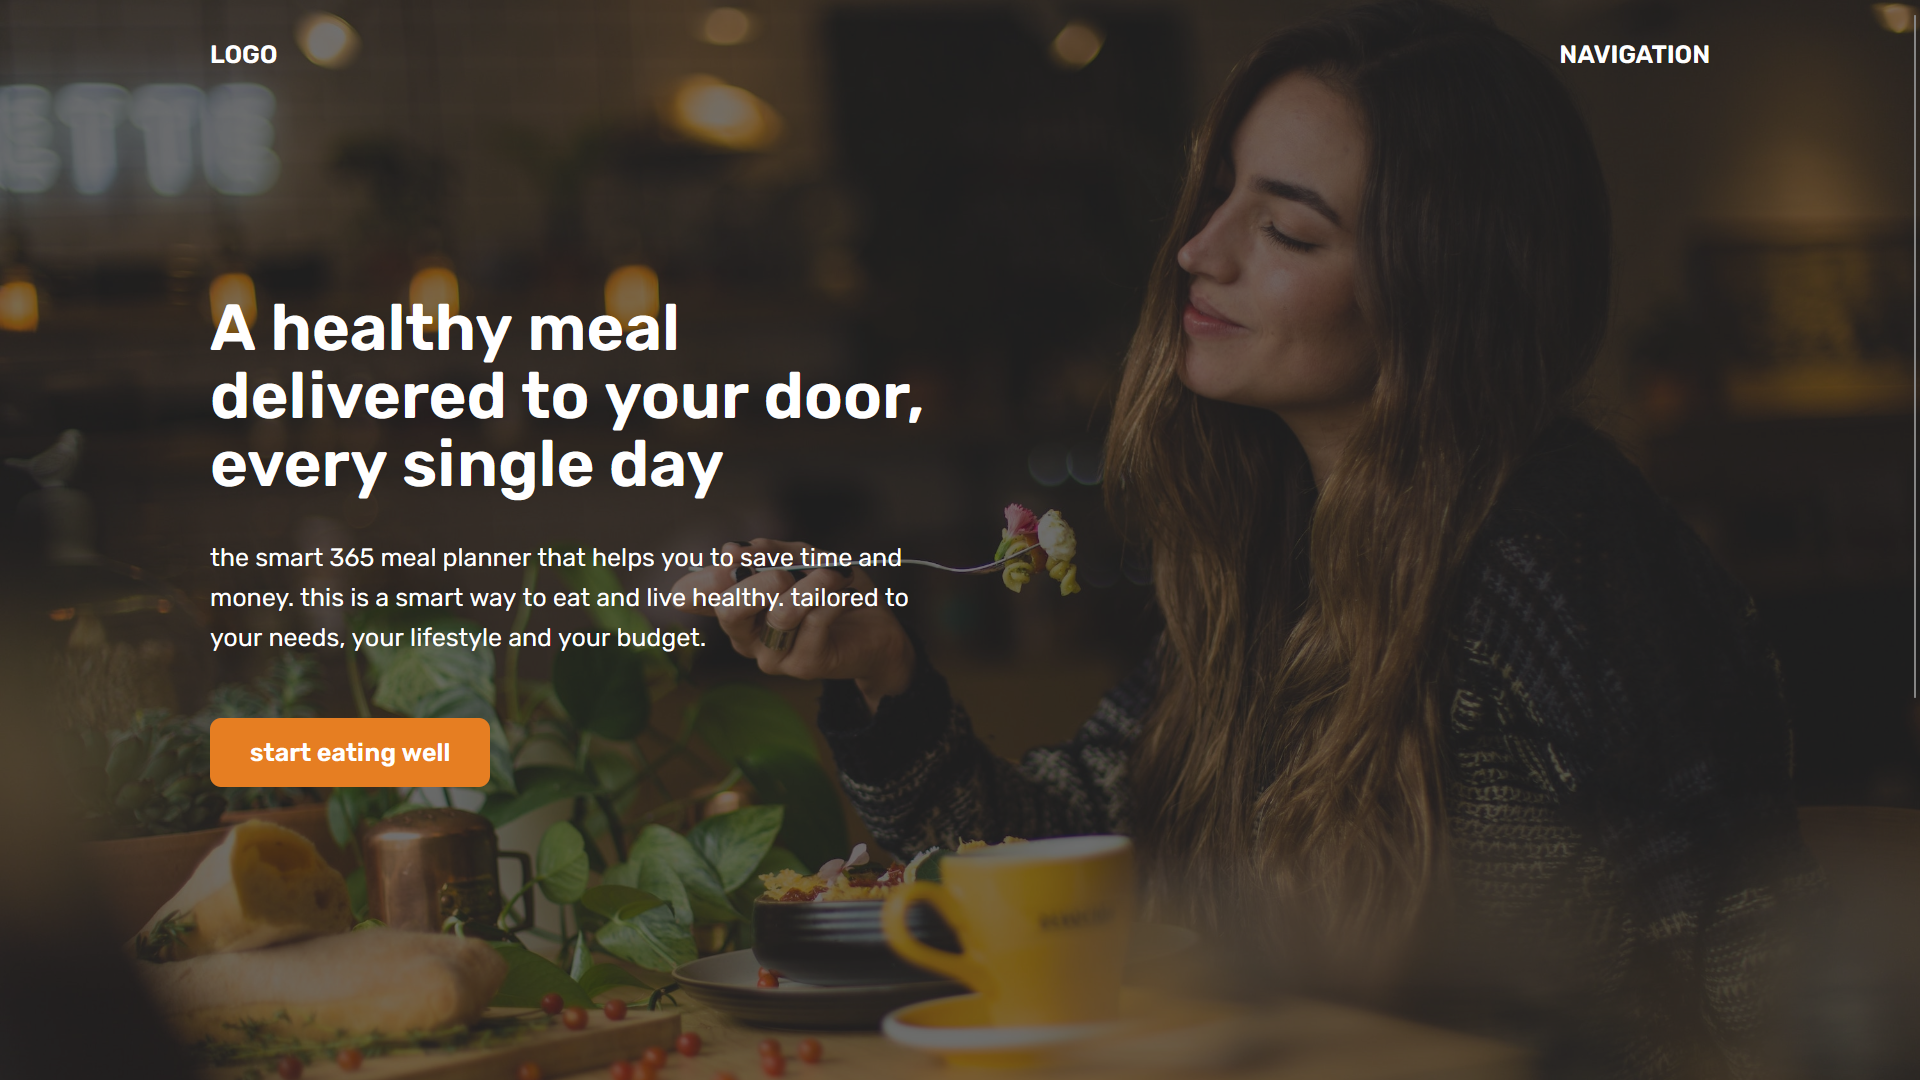 LOGO
NAVIGATION
ETTE
A healthy meal
delivered to your door,
every single day
the smart 365 meal planner that helps you to save time and
money. this is a smart way to eat and live healthy. tailored to
your needs, your lifestyle and your budget.
start eating well